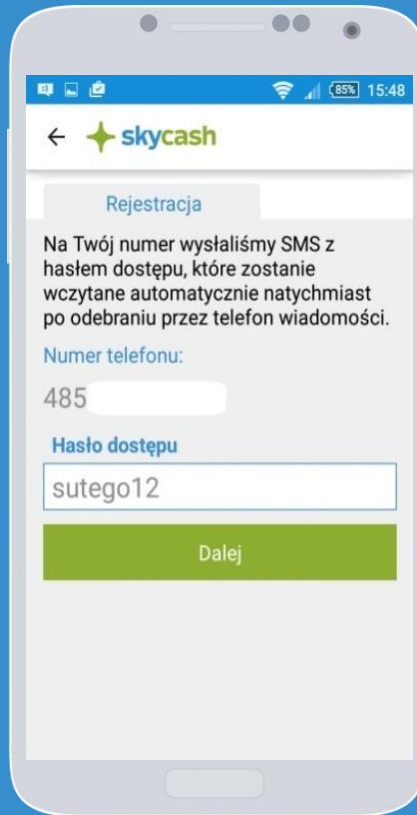 85% 15:48
skycash
Rejestracja
Na Twój numer wysłaliśmy SMS z
hasłem dostępu, które zostanie
wczytane automatycznie natychmiast
po odebraniu przez telefon wiadomości.
Numer telefonu:
485
Hasło dostępu
sutego12
Dalej